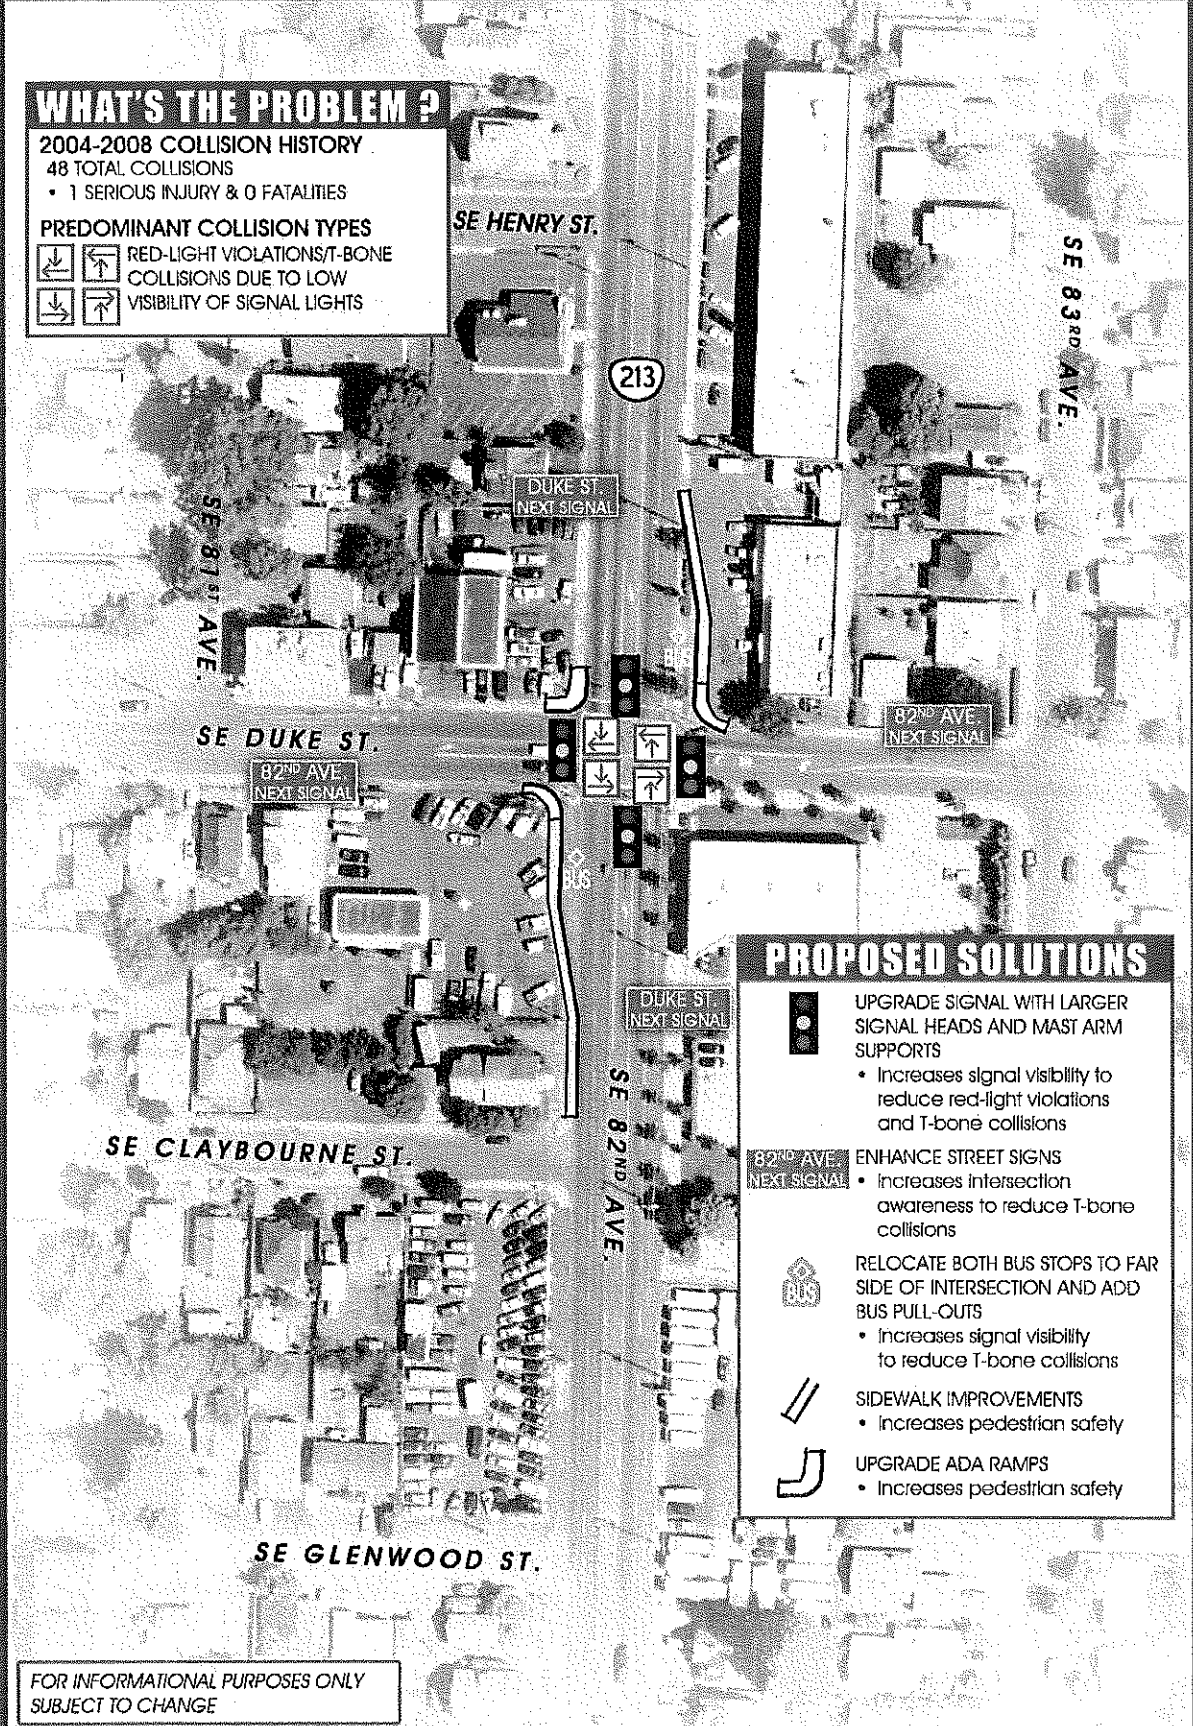 WHAT'S THE PROBLEM ?
2004-2008 COLLISION HISTORY
48 TOTAL COLLISIONS
• 1 SERIOUS INJURY & 0 FATALITIES
PREDOMINANT COLLISION TYPES
RED-LIGHT VIOLATIONS/T-BONE
COLLISIONS DUE TO LOW
VISIBILITY OF SIGNAL LIGHTS
SE HENRY ST.
SE 83RD AVE.
213
DUKE ST.
NEXT SIGNAL
SE 81ST AVE.
82ND AVE.
NEXT SIGNAL
SE DUKE ST.
82ND AVE.
NEXT SIGNAL
BUS
DUKE ST.
NEXT SIGNAL
SE 82ND AVE.
SE CLAYBOURNE ST.
SE GLENWOOD ST.
PROPOSED SOLUTIONS
UPGRADE SIGNAL WITH LARGER
SIGNAL HEADS AND MAST ARM
SUPPORTS
• Increases signal visibility to
reduce red-light violations
and T-bone collisions
82ND AVE.
NEXT SIGNAL
ENHANCE STREET SIGNS
• Increases intersection
awareness to reduce T-bone
collisions
BUS
RELOCATE BOTH BUS STOPS TO FAR
SIDE OF INTERSECTION AND ADD
BUS PULL-OUTS
• Increases signal visibility
to reduce T-bone collisions
SIDEWALK IMPROVEMENTS
• Increases pedestrian safety
UPGRADE ADA RAMPS
• Increases pedestrian safety
FOR INFORMATIONAL PURPOSES ONLY
SUBJECT TO CHANGE